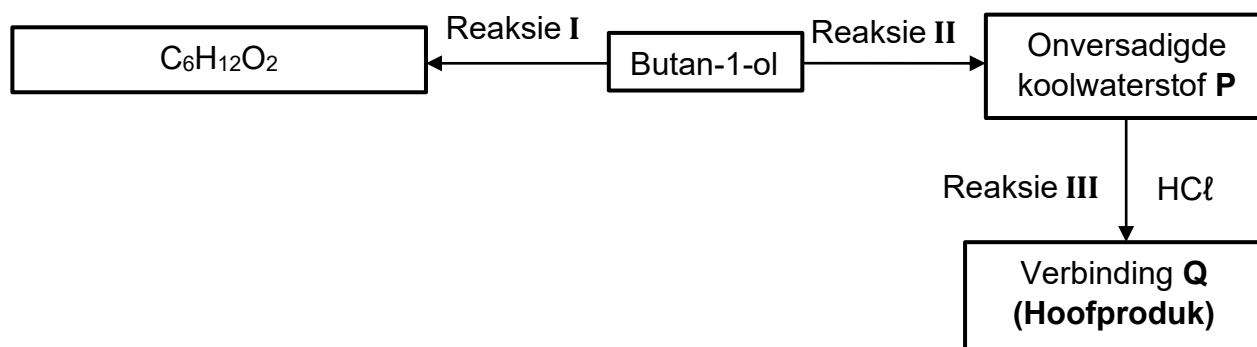 Reaksie I
Reaksie II
C₆H₁₂O₂
Butan-1-ol
Onversadigde
koolwaterstof P
Reaksie III
HCℓ
Verbinding Q
(Hoofproduk)